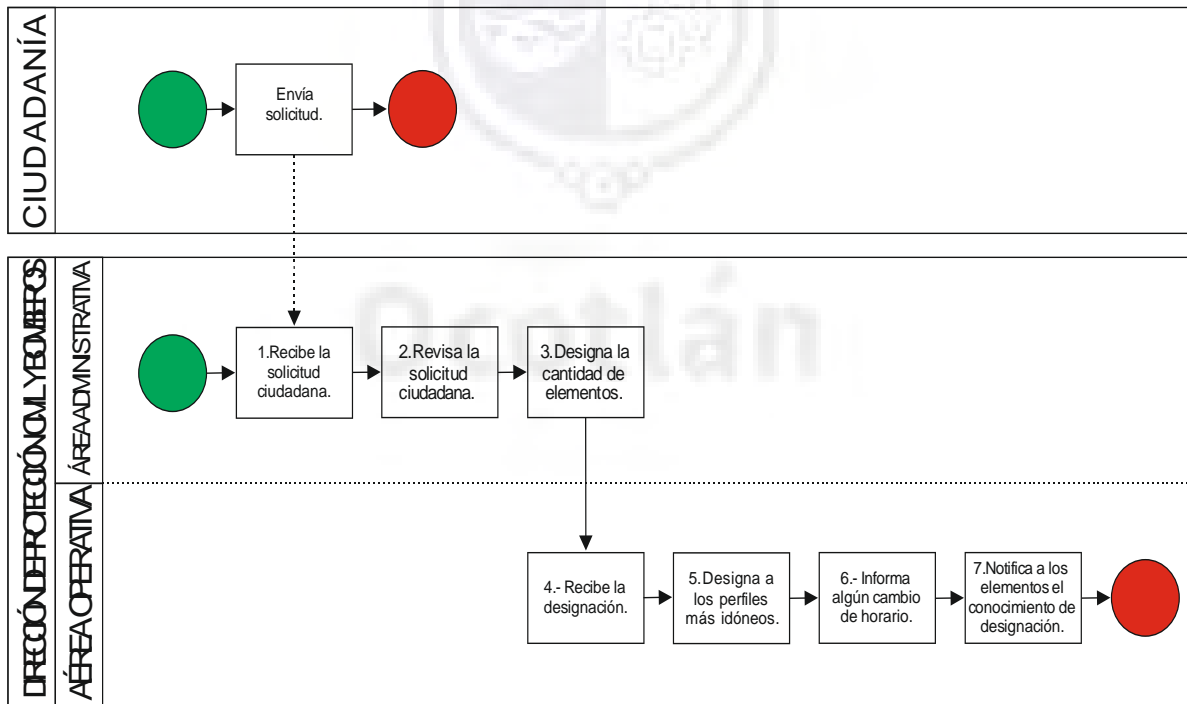 CIUDADANÍA
Envía
solicitud.
Ocotlán
DIRECCIÓN DE PROTECCIÓN CIVIL Y BOMBEROS
ÁREA ADMINISTRATIVA
1.Recibe la
solicitud
ciudadana.
2.Revisa la
solicitud
ciudadana.
3.Designa la
cantidad de
elementos.
AÉREA OPERATIVA
4.- Recibe la
designación.
5.Designa a
los perfiles
más idóneos.
6.- Informa
algún cambio
de horario.
7.Notifica a los
elementos el
conocimiento de
designación.